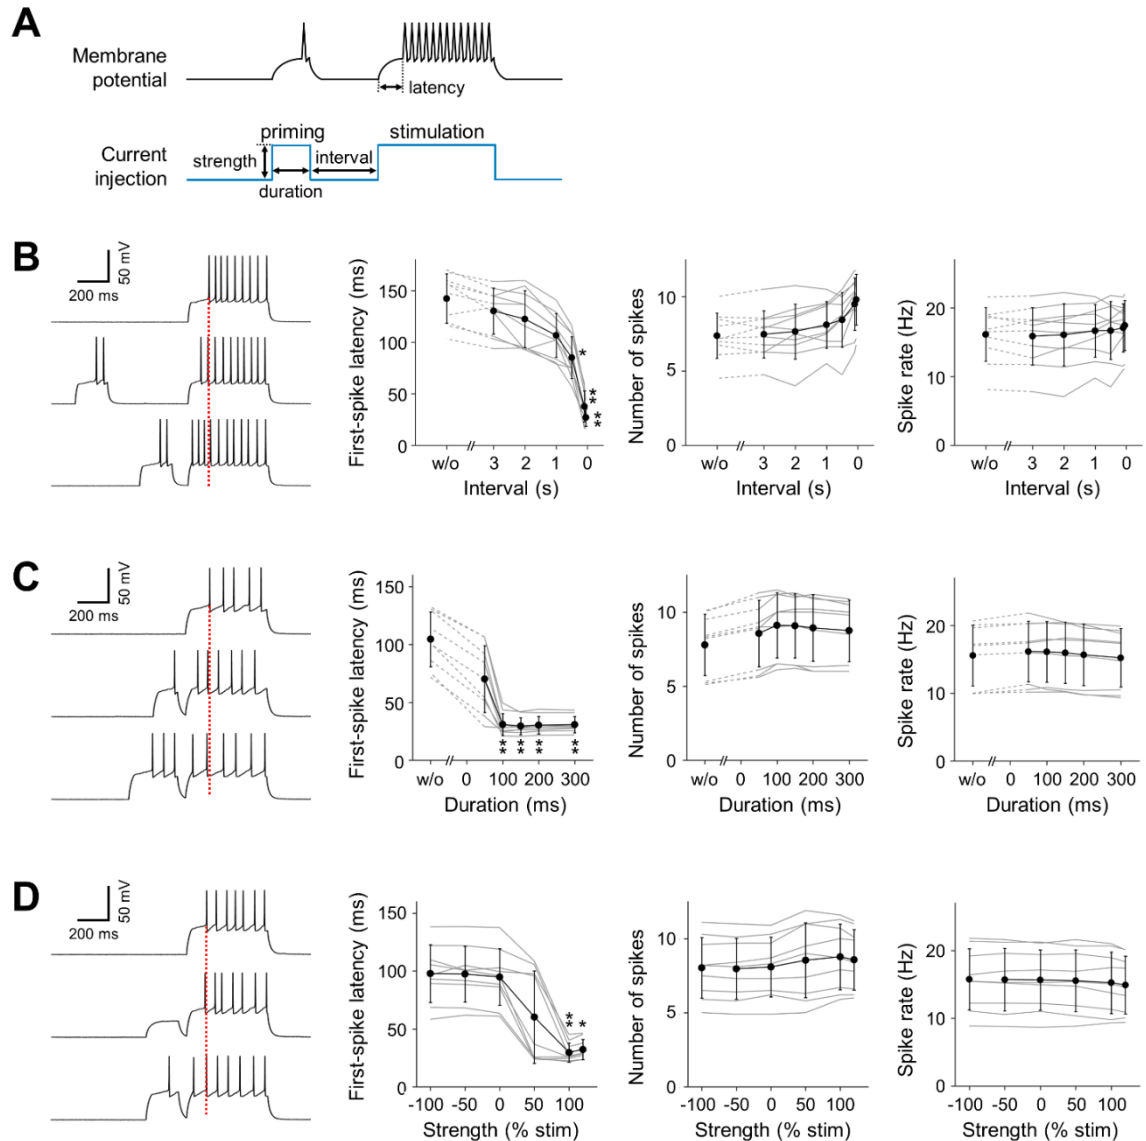 A
Membrane
potential
latency
priming
stimulation
Current
injection
strength
interval
duration
B
50 mV
200 ms
First-spike latency (ms)
150
100
50
0
*
**
**
w/o 3 2 1 0
Interval (s)
Number of spikes
10
5
0
w/o 3 2 1 0
Interval (s)
Spike rate (Hz)
20
10
0
w/o 3 2 1 0
Interval (s)
C
50 mV
200 ms
First-spike latency (ms)
150
100
50
0
** ** ** **
w/o 0 100 200 300
Duration (ms)
Number of spikes
10
5
0
w/o 0 100 200 300
Duration (ms)
Spike rate (Hz)
20
10
0
w/o 0 100 200 300
Duration (ms)
D
50 mV
200 ms
First-spike latency (ms)
150
100
50
0
** *
-100 -50 0 50 100
Strength (% stim)
Number of spikes
10
5
0
-100 -50 0 50 100
Strength (% stim)
Spike rate (Hz)
20
10
0
-100 -50 0 50 100
Strength (% stim)